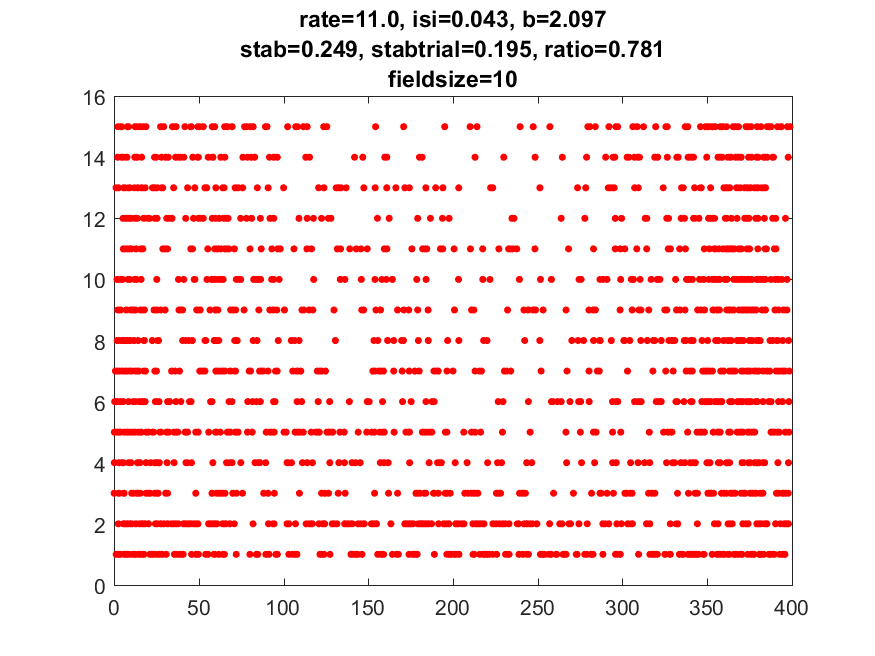 rate=11.0, isi=0.043, b=2.097
stab=0.249, stabtrial=0.195, ratio=0.781
fieldsize=10
16
14
12
10
8
6
4
2
0
0 50 100 150 200 250 300 350 400